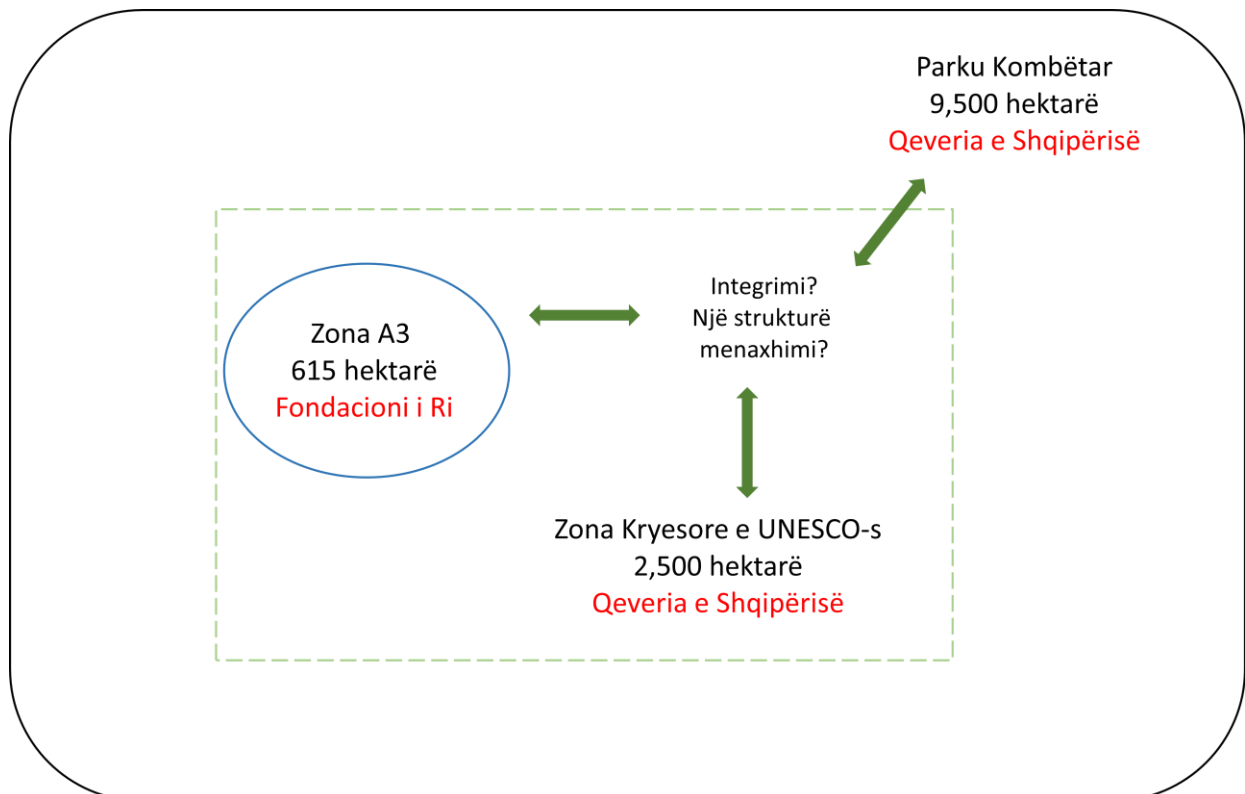 Parku Kombëtar
9,500 hektarë
Qeveria e Shqipërisë
Integrimi?
Një strukturë
menaxhimi?
Zona A3
615 hektarë
Fondacioni i Ri
Zona Kryesore e UNESCO-s
2,500 hektarë
Qeveria e Shqipërisë